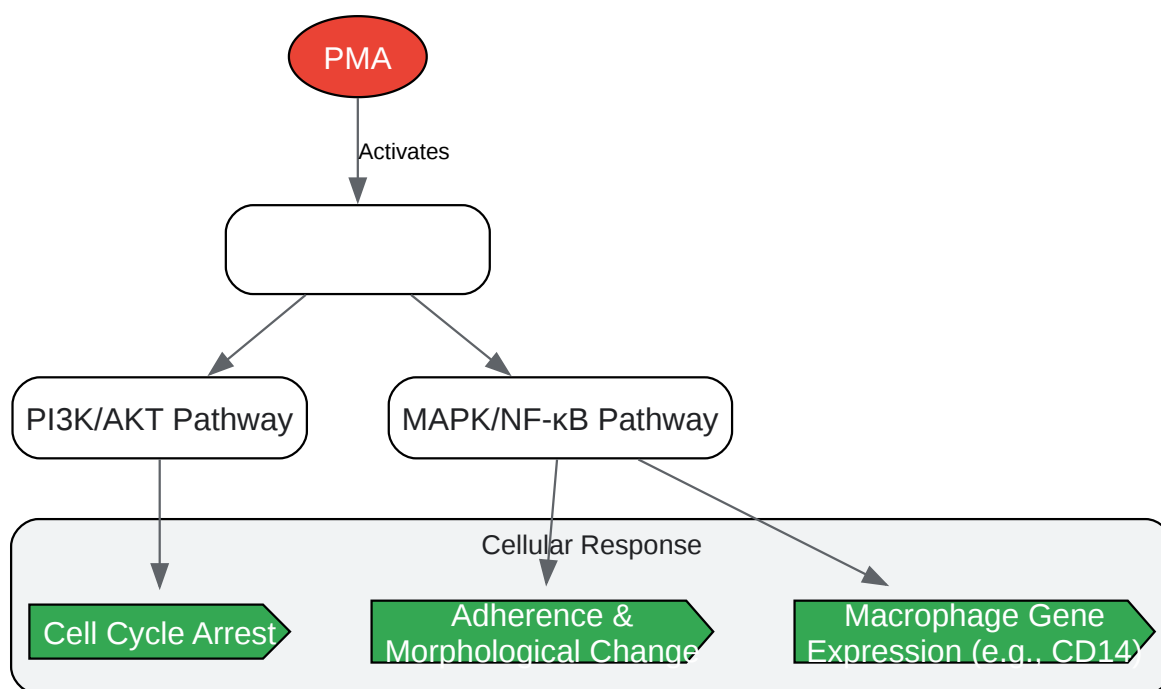 PMA
Activates
PI3K/AKT Pathway
MAPK/NF-κB Pathway
Cellular Response
Cell Cycle Arrest
Adherence &
Morphological Change
Macrophage Gene
Expression (e.g., CD14)